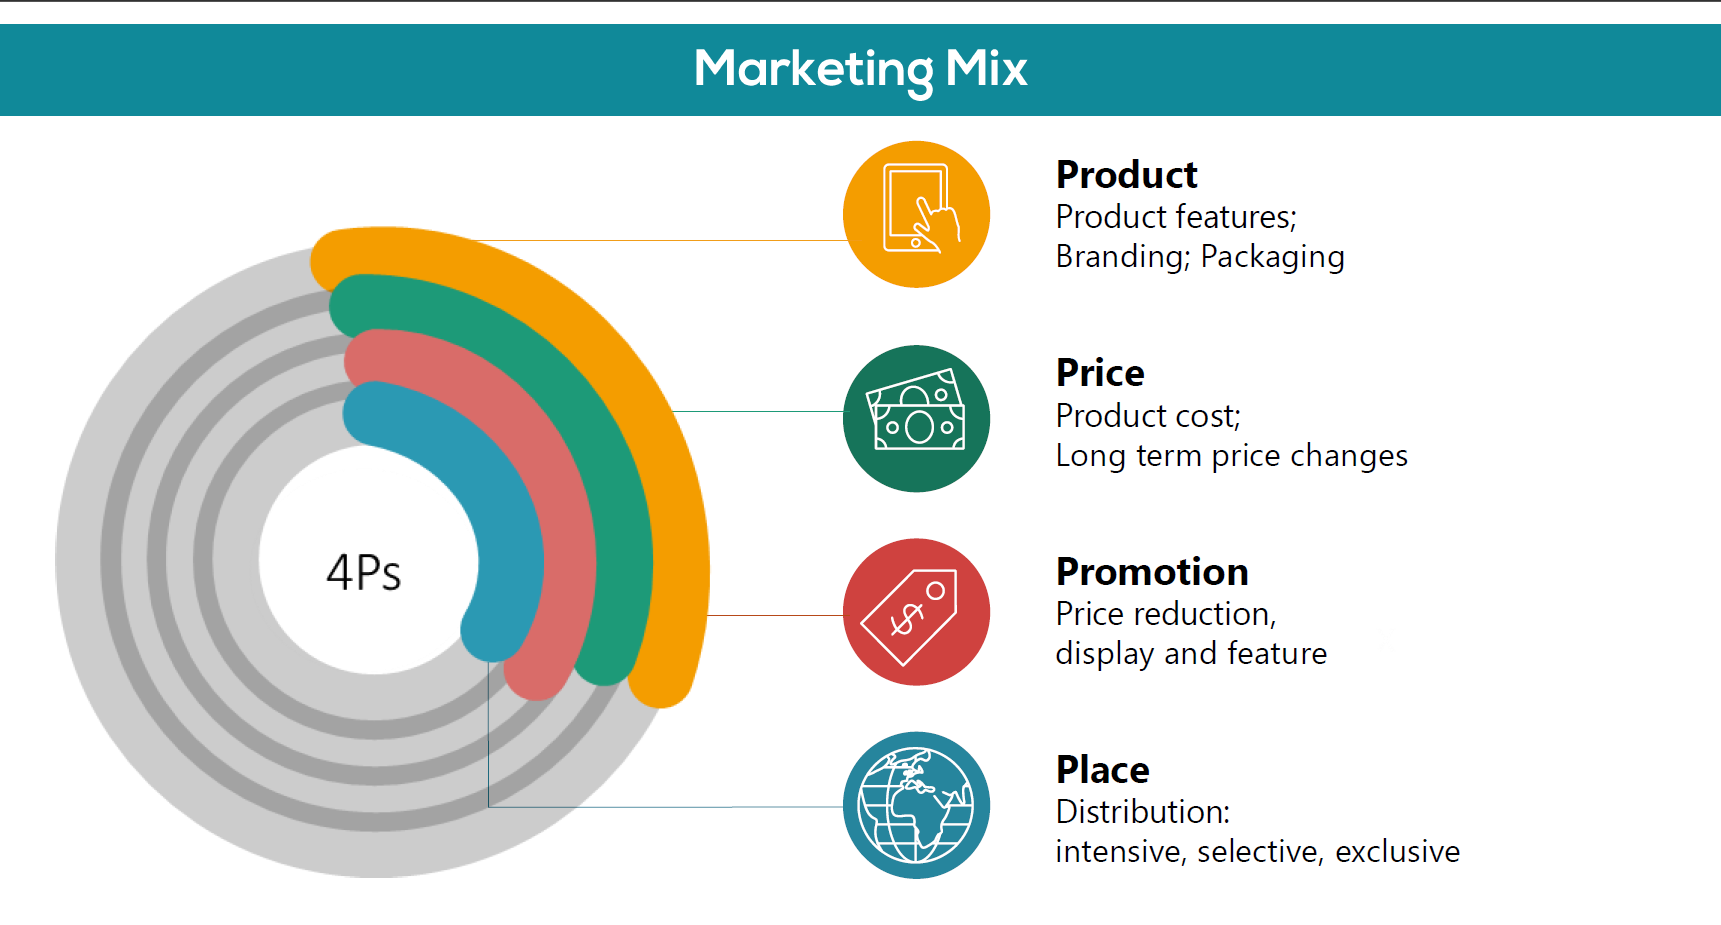 Marketing Mix
Product
Product features;
Branding; Packaging
Price
Product cost;
Long term price changes
4Ps
Promotion
Price reduction,
display and feature
Place
Distribution:
intensive, selective, exclusive